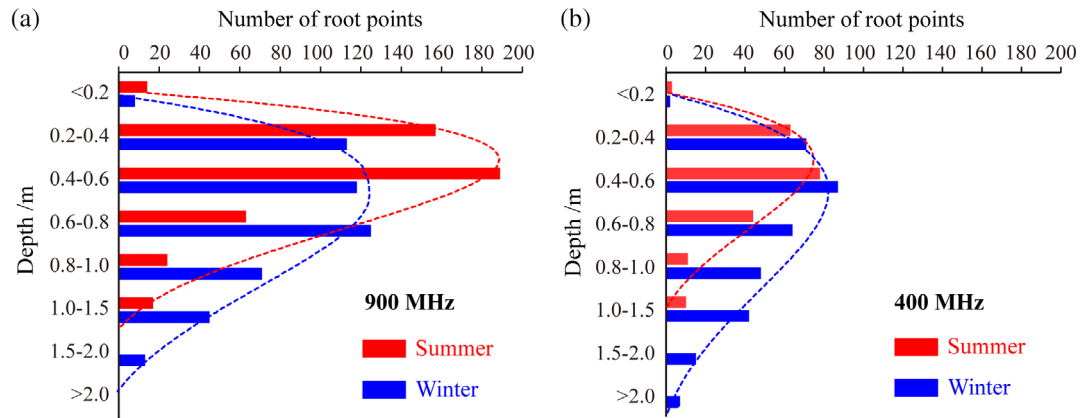 (a)
Number of root points
0 20 40 60 80 100 120 140 160 180 200
Depth /m
<0.2
0.2-0.4
0.4-0.6
0.6-0.8
0.8-1.0
1.0-1.5
1.5-2.0
>2.0
900 MHz
Summer
Winter
(b)
Number of root points
0 20 40 60 80 100 120 140 160 180 200
Depth /m
<0.2
0.2-0.4
0.4-0.6
0.6-0.8
0.8-1.0
1.0-1.5
1.5-2.0
>2.0
400 MHz
Summer
Winter